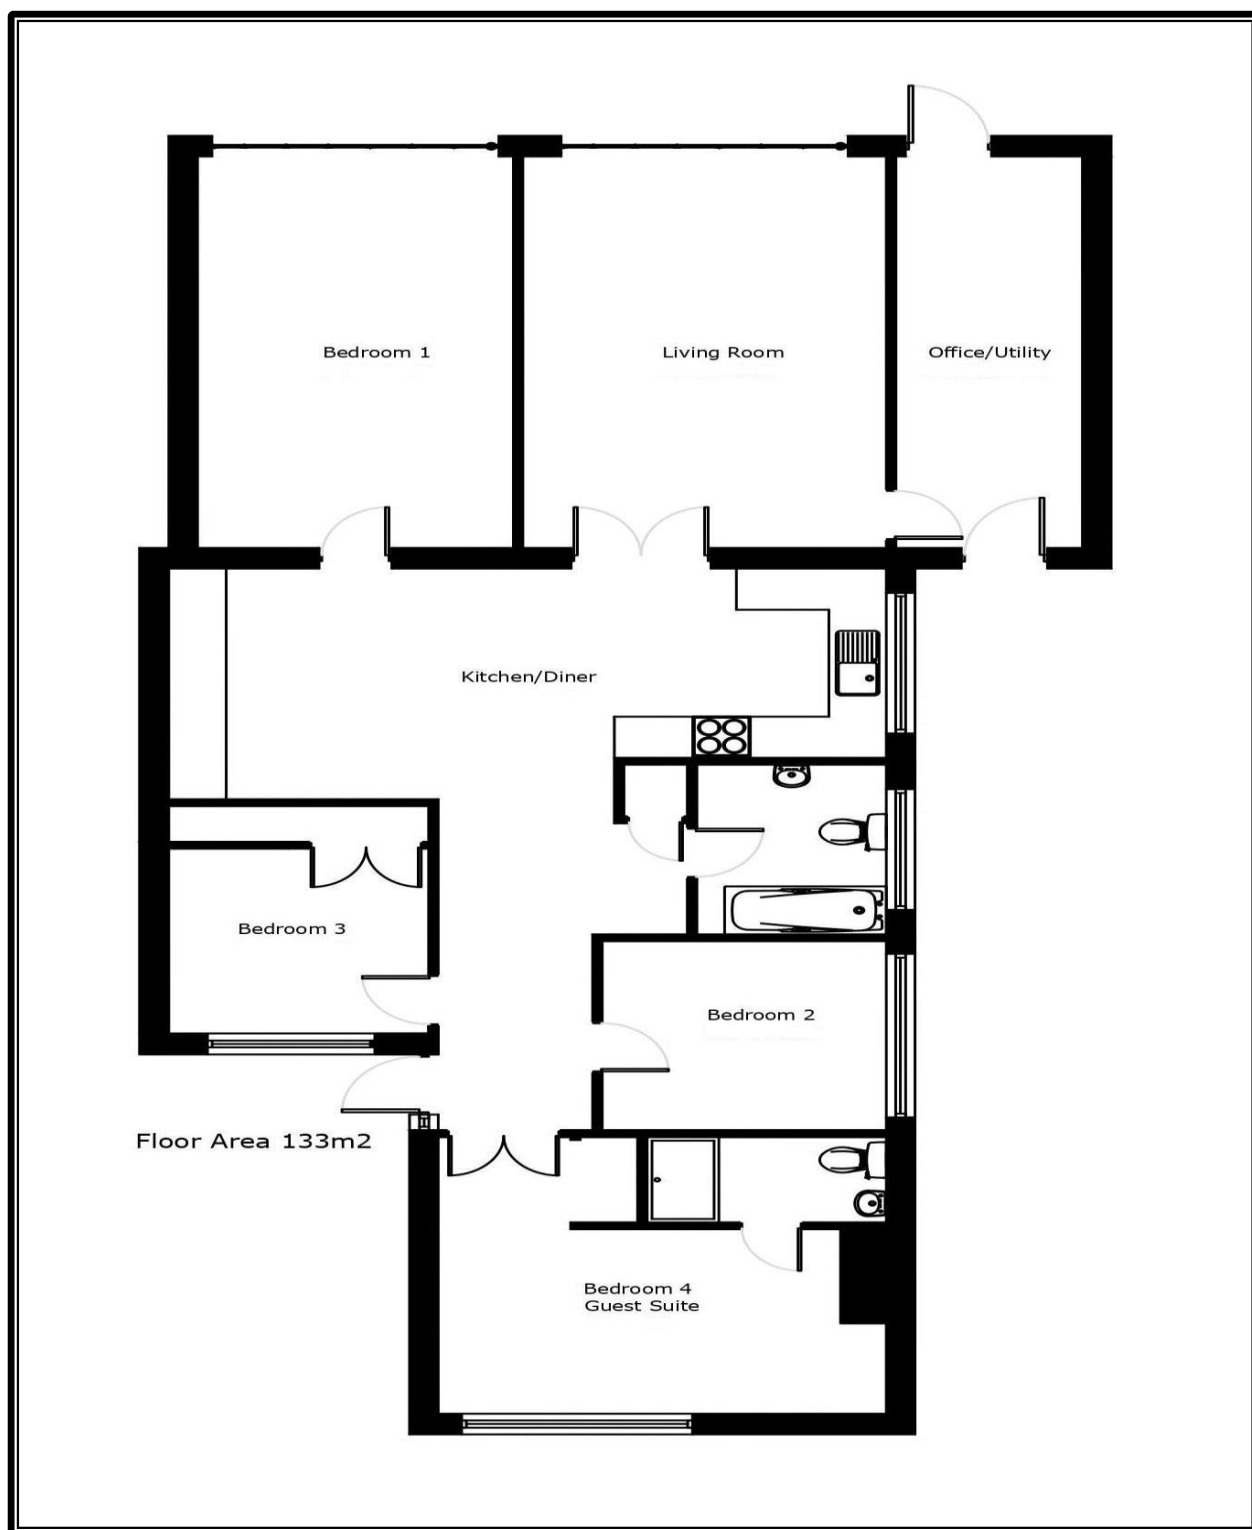 Bedroom 1
Living Room
Office/Utility
Kitchen/Diner
Bedroom 3
Bedroom 2
Floor Area 133m2
Bedroom 4
Guest Suite